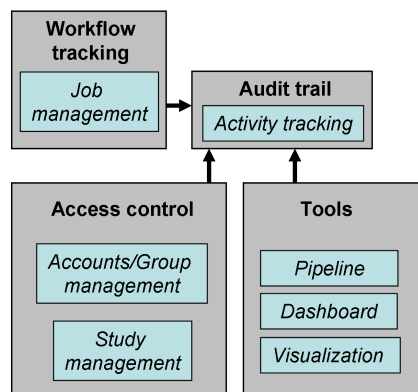 Workflow
tracking
Job
management
Audit trail
Activity tracking
Access control
Accounts/Group
management
Study
management
Tools
Pipeline
Dashboard
Visualization